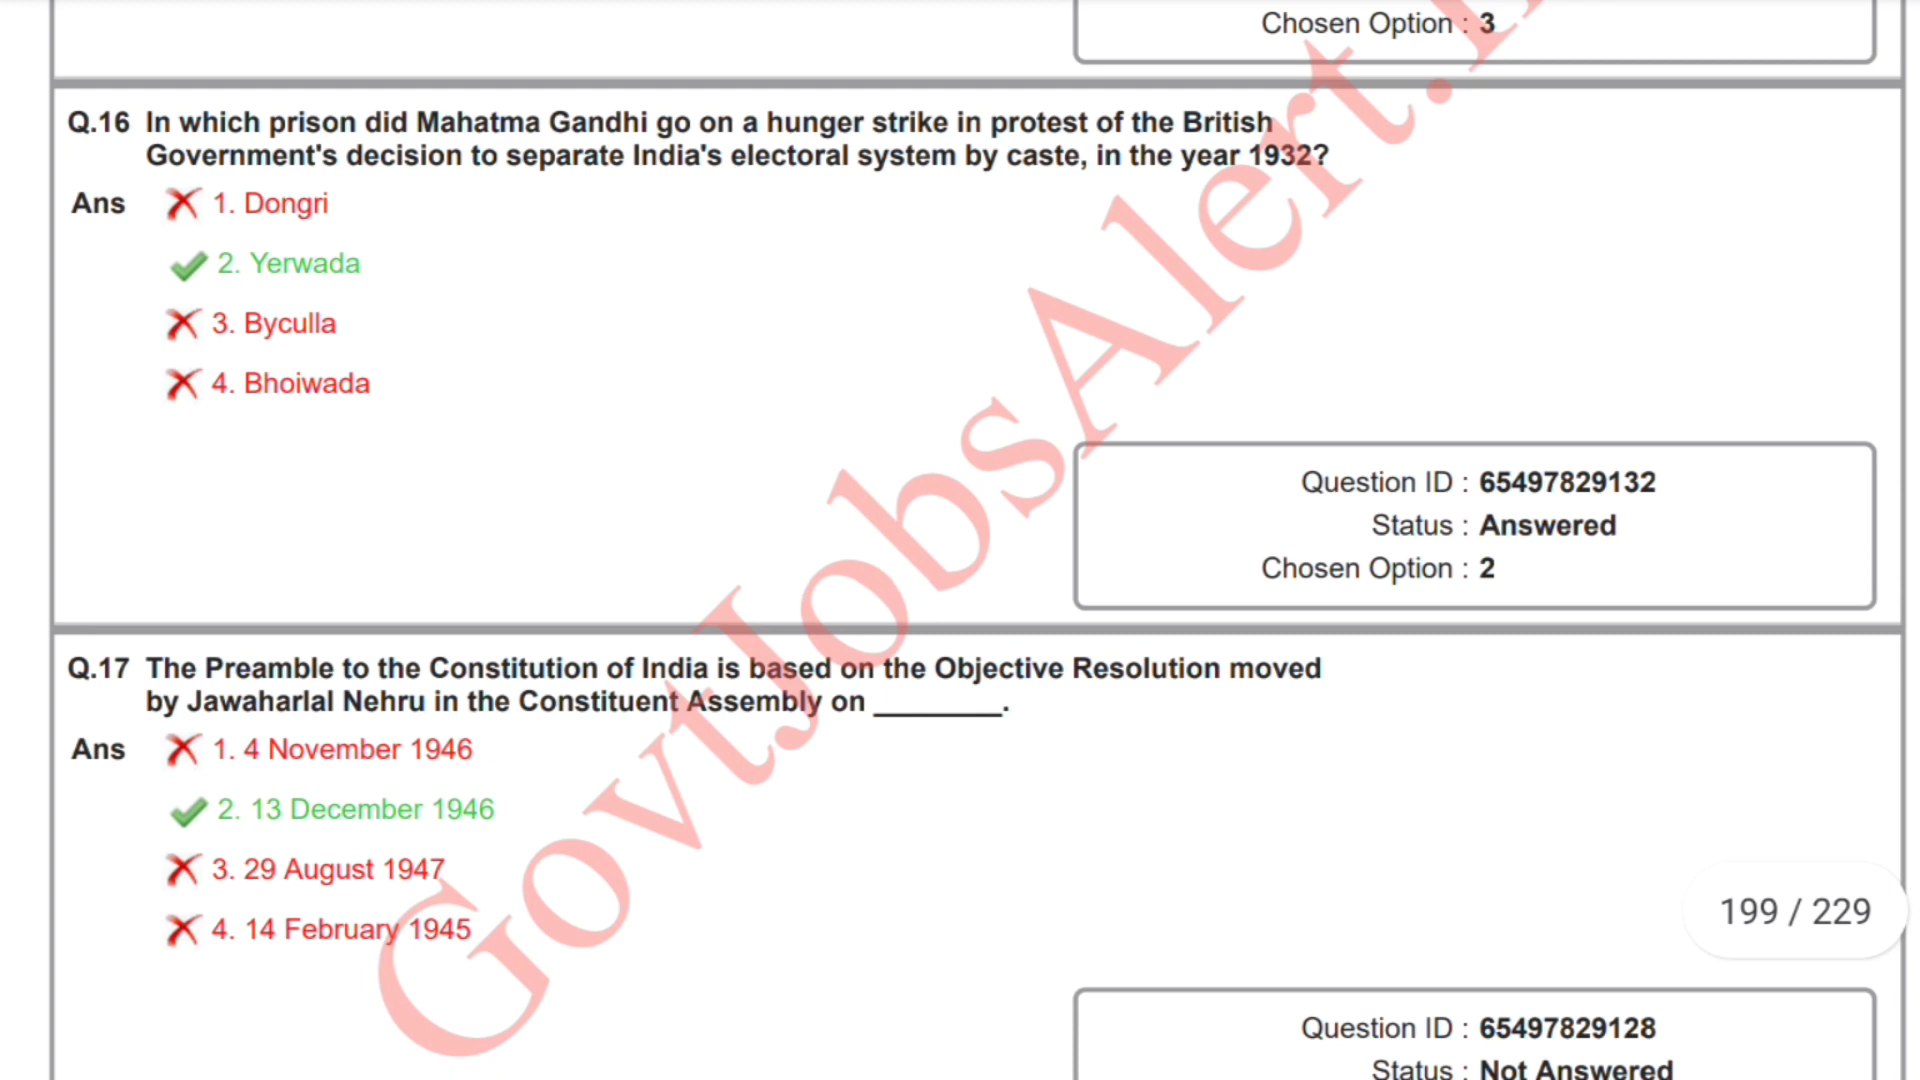 Chosen Option : 3
Q.16 In which prison did Mahatma Gandhi go on a hunger strike in protest of the British
Government's decision to separate India's electoral system by caste, in the year 1932?
Ans 1. Dongri
2. Yerwada
3. Byculla
4. Bhoiwada
Question ID : 65497829132
Status : Answered
Chosen Option : 2
Q.17 The Preamble to the Constitution of India is based on the Objective Resolution moved
by Jawaharlal Nehru in the Constituent Assembly on ________.
Ans 1. 4 November 1946
2. 13 December 1946
3. 29 August 1947
4. 14 February 1945
199 / 229
Question ID : 65497829128
Status : Not Answered
GovtJobsAlert.